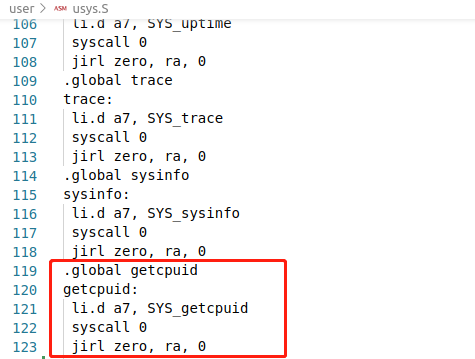 user > ASM usys.S
106 li.d a7, SYS_uptime
107 syscall 0
108 jirl zero, ra, 0
109 .global trace
110 trace:
111 li.d a7, SYS_trace
112 syscall 0
113 jirl zero, ra, 0
114 .global sysinfo
115 sysinfo:
116 li.d a7, SYS_sysinfo
117 syscall 0
118 jirl zero, ra, 0
119 .global getcpuid
120 getcpuid:
121 li.d a7, SYS_getcpuid
122 syscall 0
123 jirl zero, ra, 0